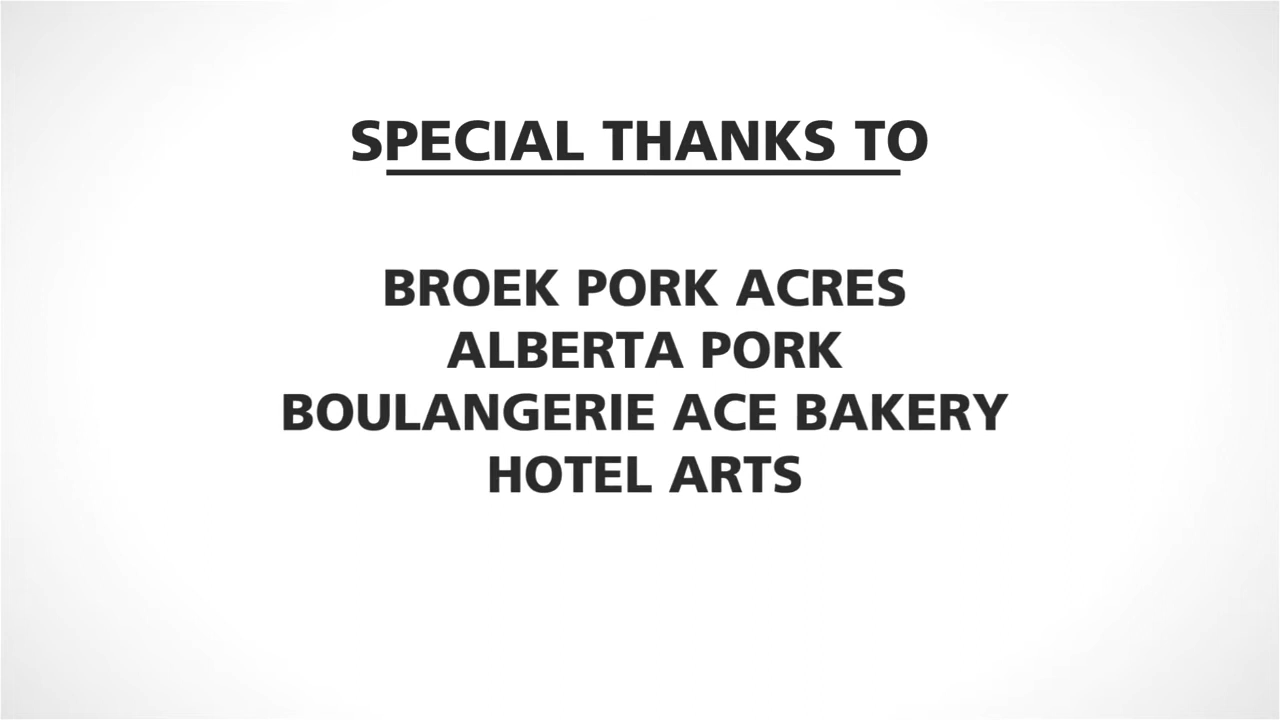 SPECIAL THANKS TO
BROEK PORK ACRES
ALBERTA PORK
BOULANGERIE ACE BAKERY
HOTEL ARTS